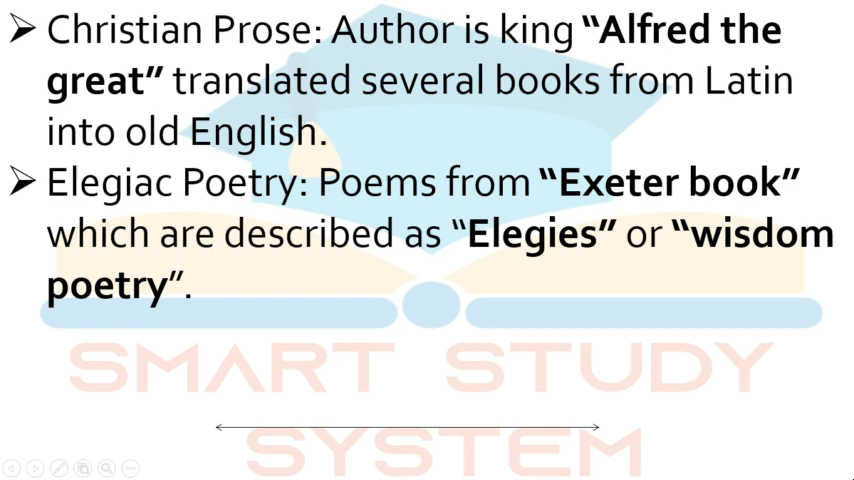 ➢ Christian Prose: Author is king “Alfred the
great” translated several books from Latin
into old English.
➢ Elegiac Poetry: Poems from “Exeter book”
which are described as “Elegies” or “wisdom
poetry”.
SMART STUDY
SYSTEM